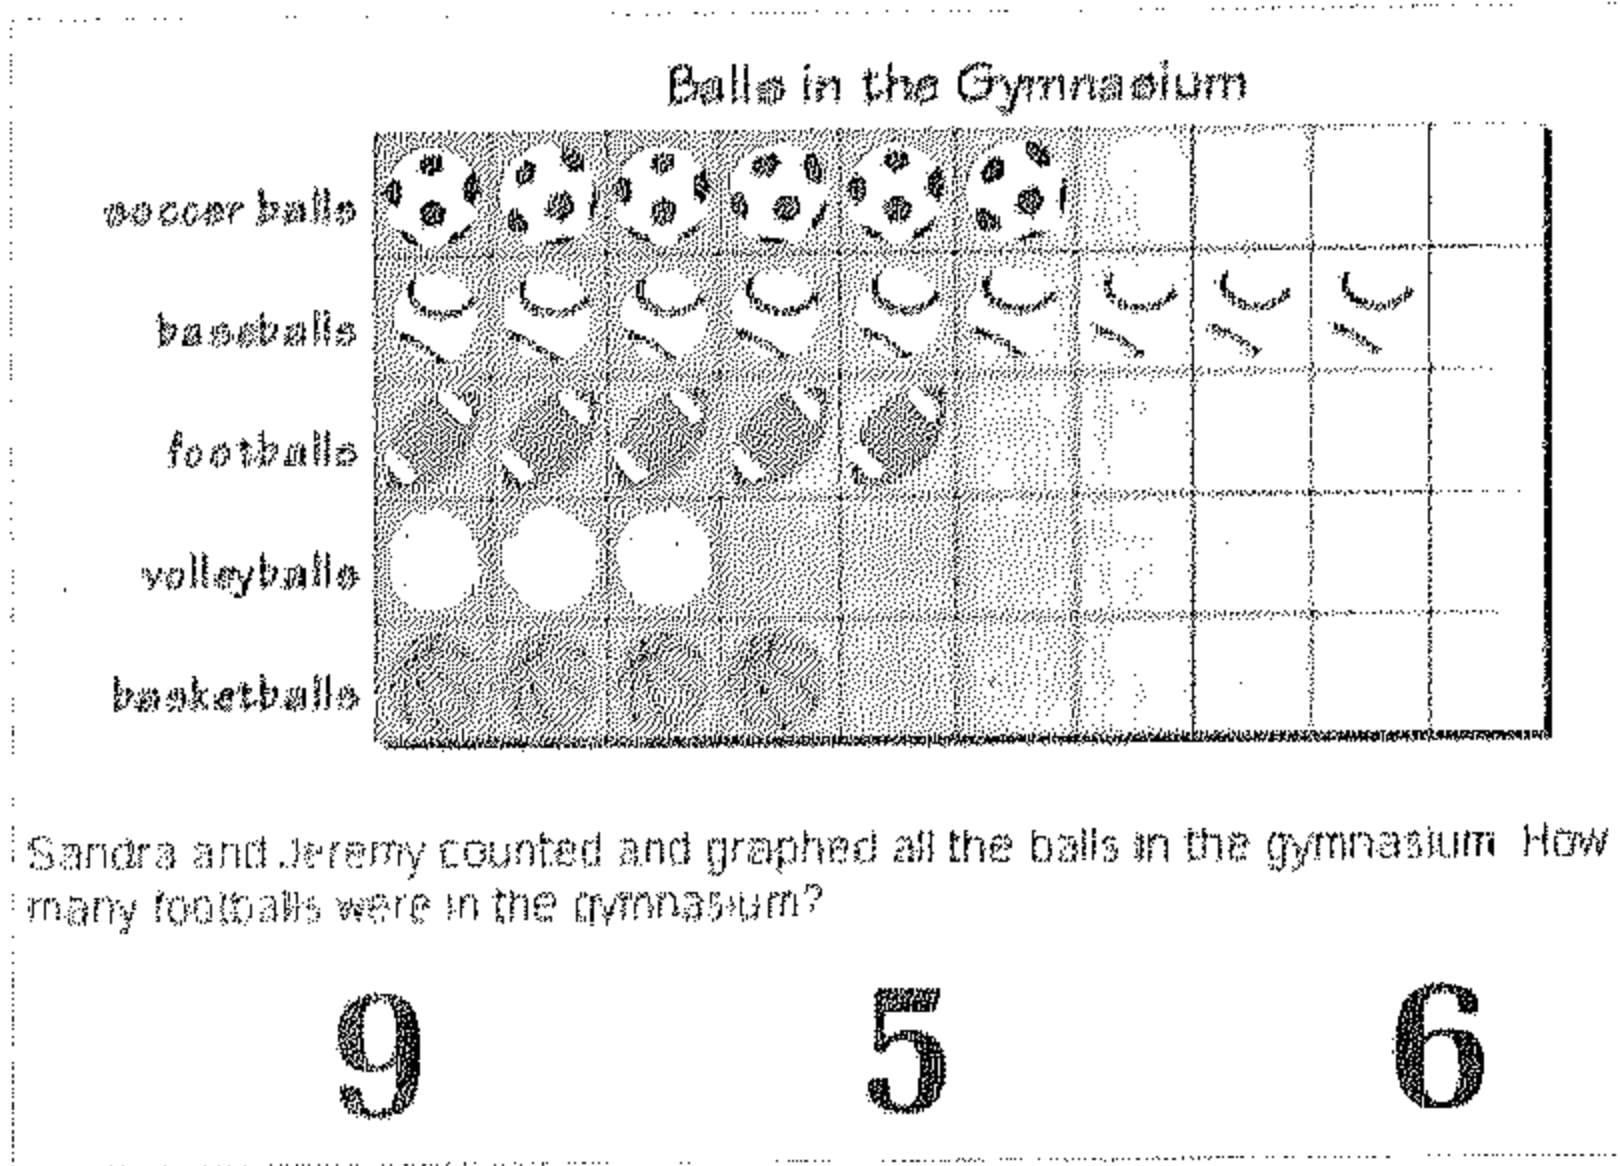 Balls in the Gymnasium
soccer balls
baseballs
footballs
volleyballs
basketballs
Sandra and Jeremy counted and graphed all the balls in the gymnasium. How
many footballs were in the gymnasium?
9 5 6